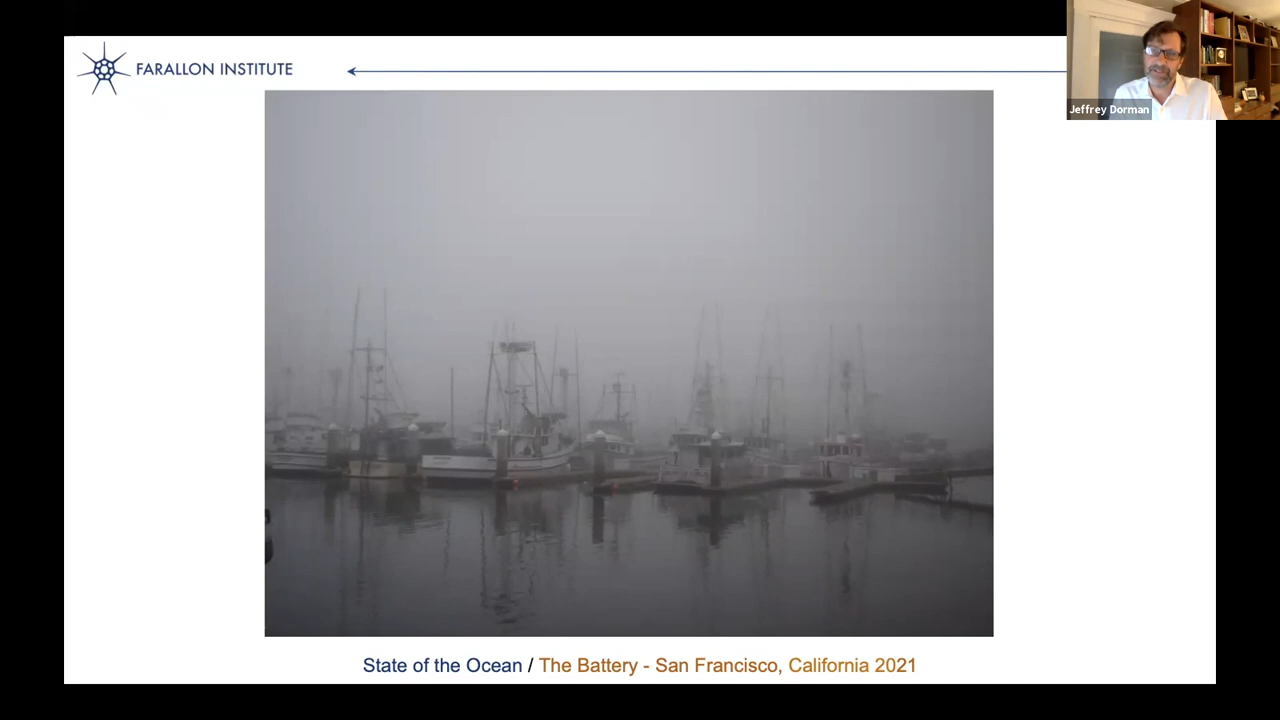 FARALLON INSTITUTE
Jeffrey Dorman
State of the Ocean / The Battery - San Francisco, California 2021